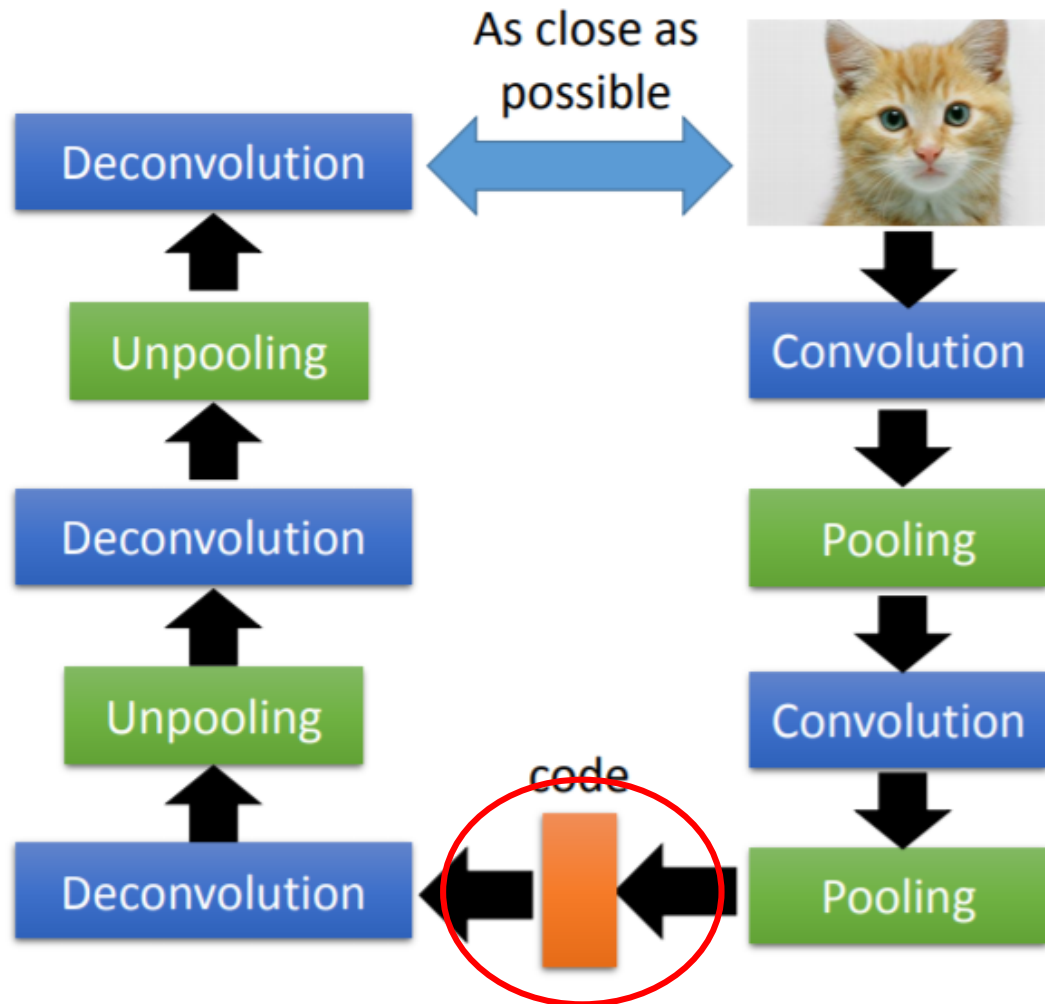 As close as
possible
Deconvolution
Unpooling
Convolution
Deconvolution
Pooling
Unpooling
Convolution
code
Deconvolution
Pooling